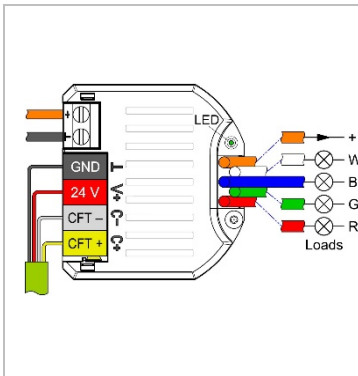 LED
+
+
-
W
GND ⊥
B
24 V V+
CFT – C–
G
CFT + C+
R
Loads